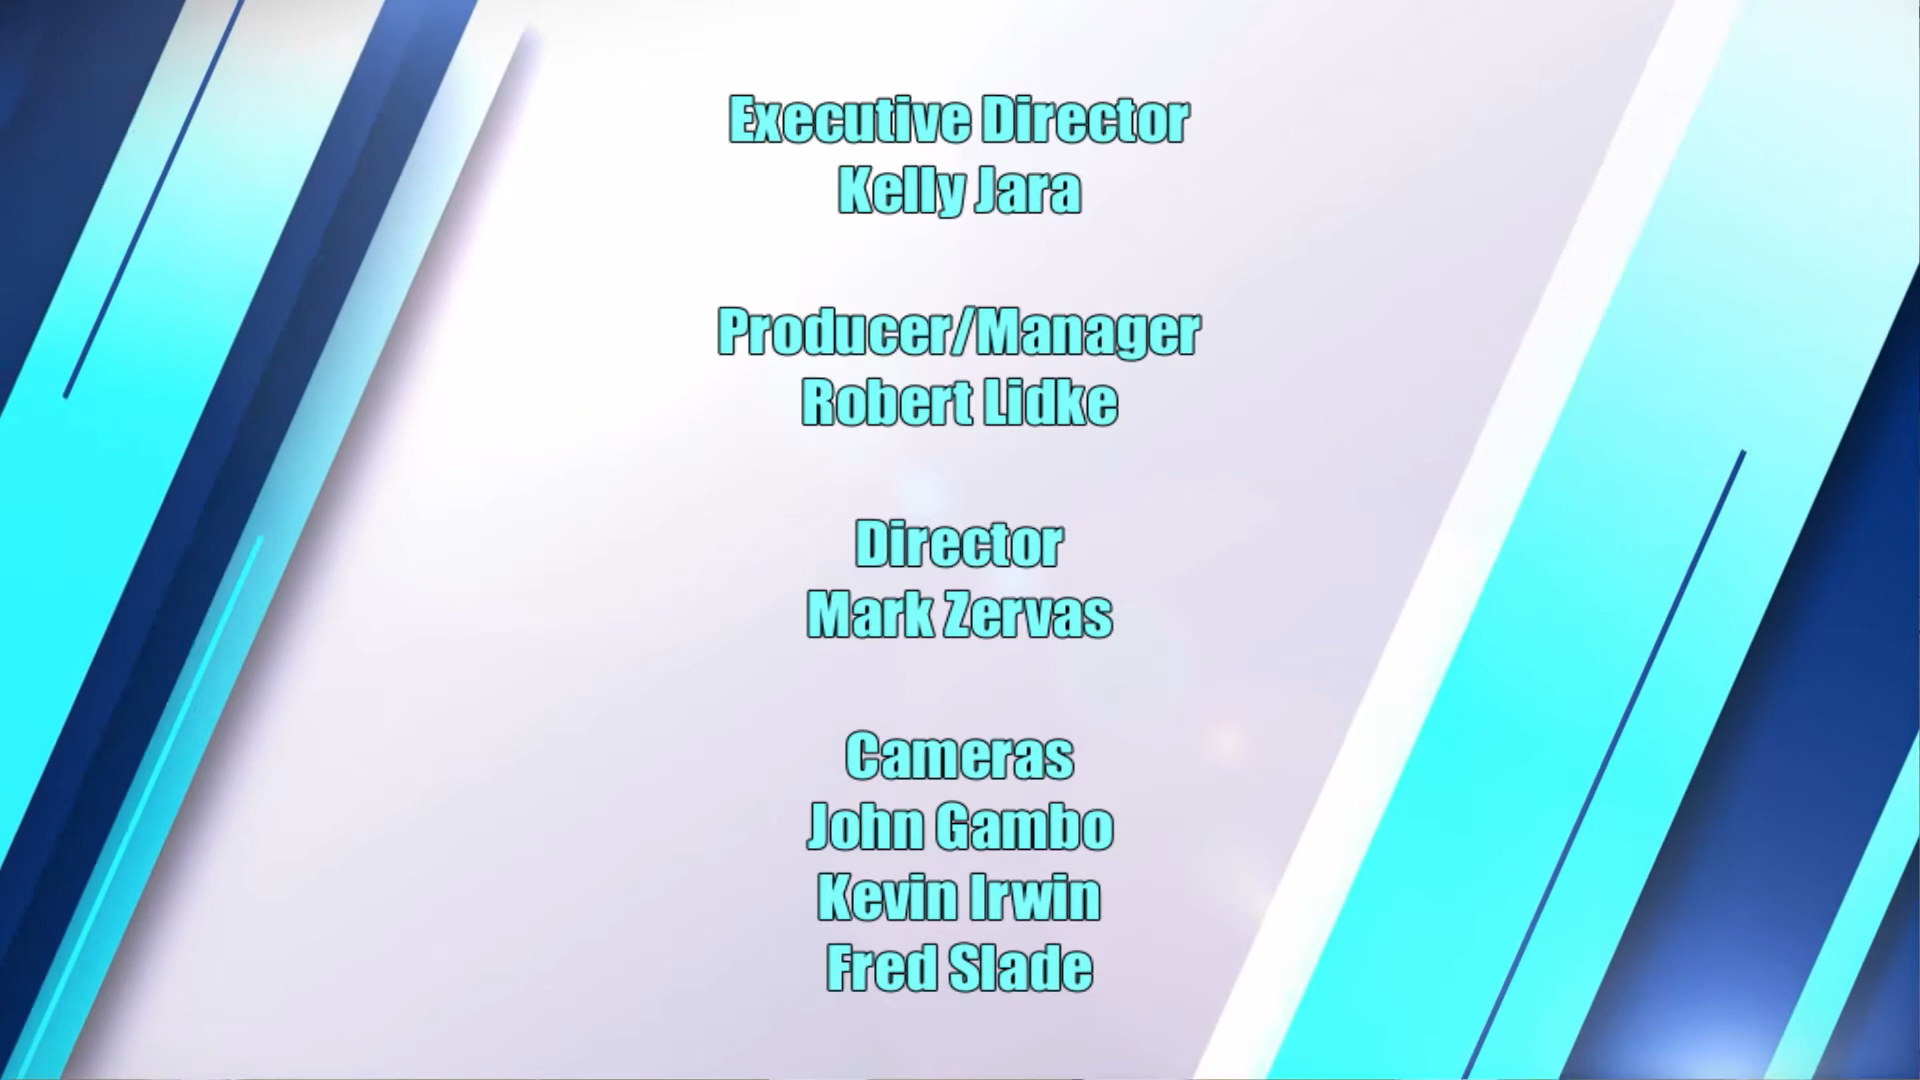 Executive Director
Kelly Jara
Producer/Manager
Robert Lidke
Director
Mark Zervas
Cameras
John Gambo
Kevin Irwin
Fred Slade